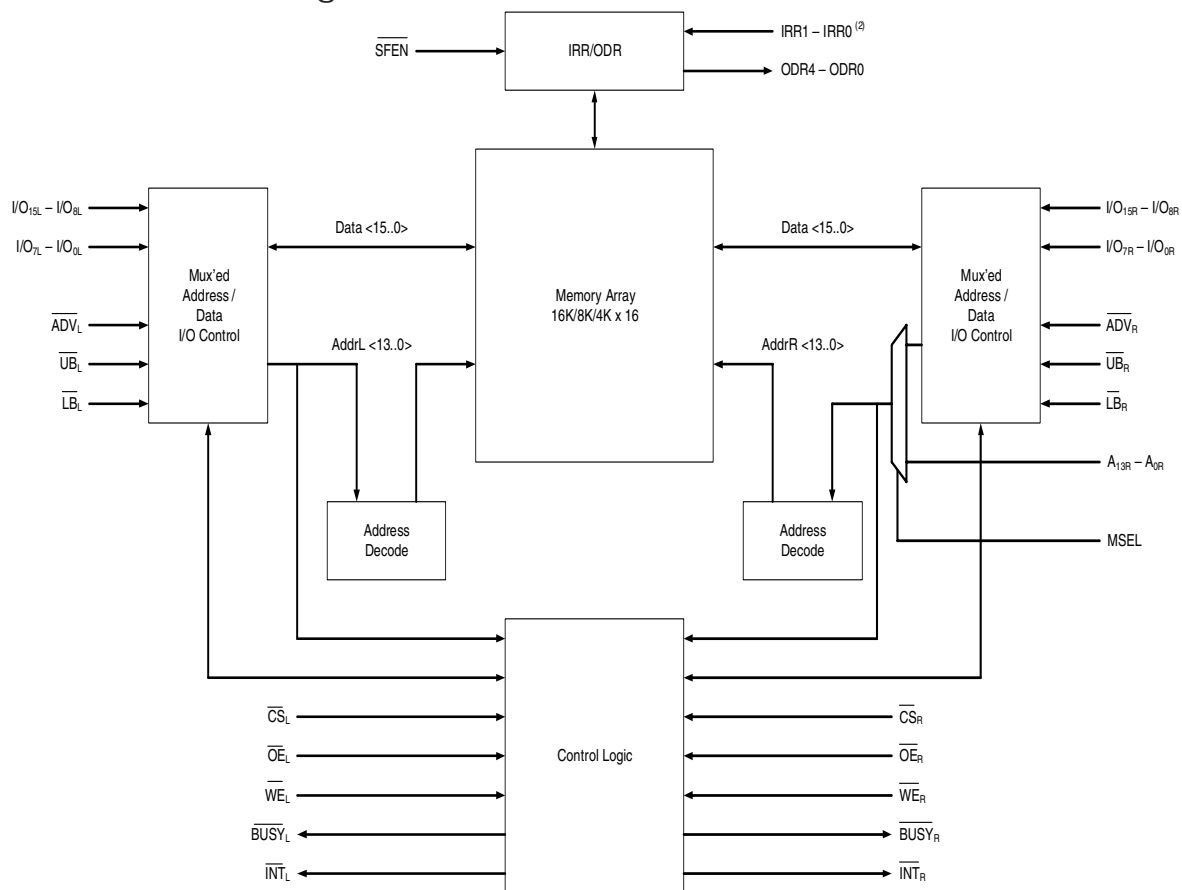 IRR1 – IRR0 (2)
SFEN
IRR/ODR
ODR4 – ODR0
I/O15L – I/O8L
I/O7L – I/O0L
Mux'ed
Address /
Data
I/O Control
ADVL
UBL
LBL
Data <15..0>
AddrL <13..0>
Memory Array
16K/8K/4K x 16
Data <15..0>
AddrR <13..0>
Mux'ed
Address /
Data
I/O Control
I/O15R – I/O8R
I/O7R – I/O0R
ADVR
UBR
LBR
A13R – A0R
MSEL
Address
Decode
Address
Decode
Control Logic
CSL
OEL
WEL
BUSYL
INTL
CSR
OER
WER
BUSYR
INTR